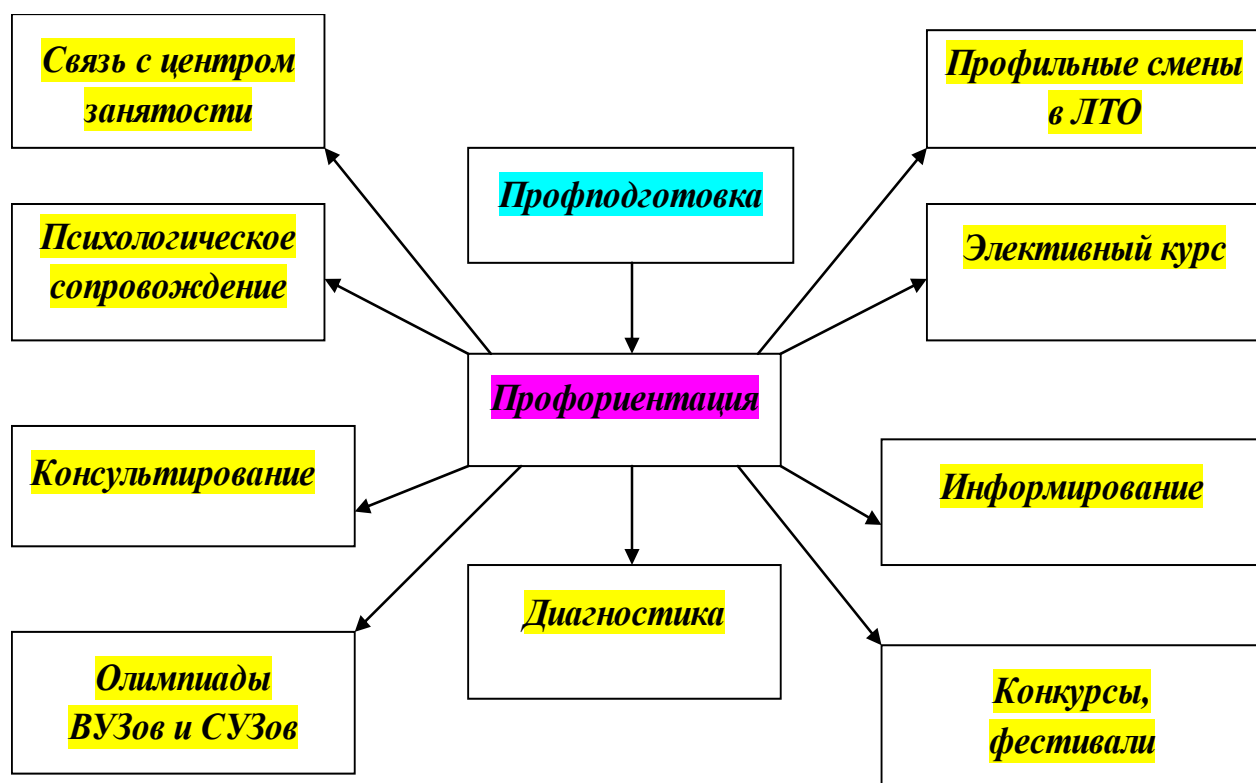 Связь с центром
занятости
Профильные смены
в ЛТО
Профподготовка
Психологическое
сопровождение
Элективный курс
Профориентация
Консультирование
Информирование
Диагностика
Олимпиады
ВУЗов и СУЗов
Конкурсы,
фестивали